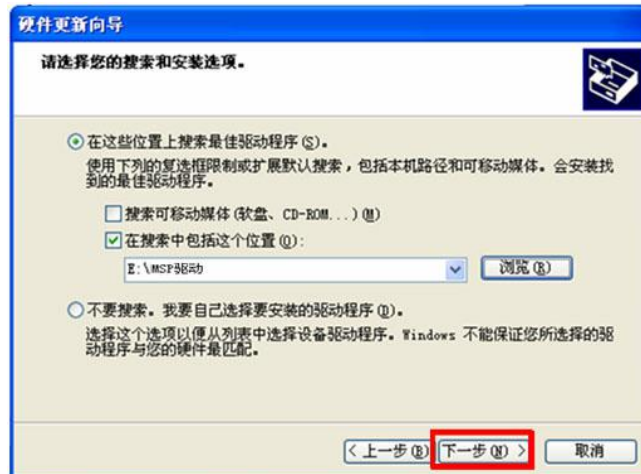 硬件更新向导
请选择您的搜索和安装选项。
在这些位置上搜索最佳驱动程序(S)。
使用下列的复选框限制或扩展默认搜索，包括本机路径和可移动媒体。会安装找
到的最佳驱动程序。
搜索可移动媒体(软盘、CD-ROM...)(M)
在搜索中包括这个位置(O):
E:\MSP驱动
浏览(R)
不要搜索。我要自己选择要安装的驱动程序(D)。
选择这个选项以便从列表中选择设备驱动程序。Windows 不能保证您所选择的驱
动程序与您的硬件最匹配。
< 上一步(B) 下一步(N) > 取消